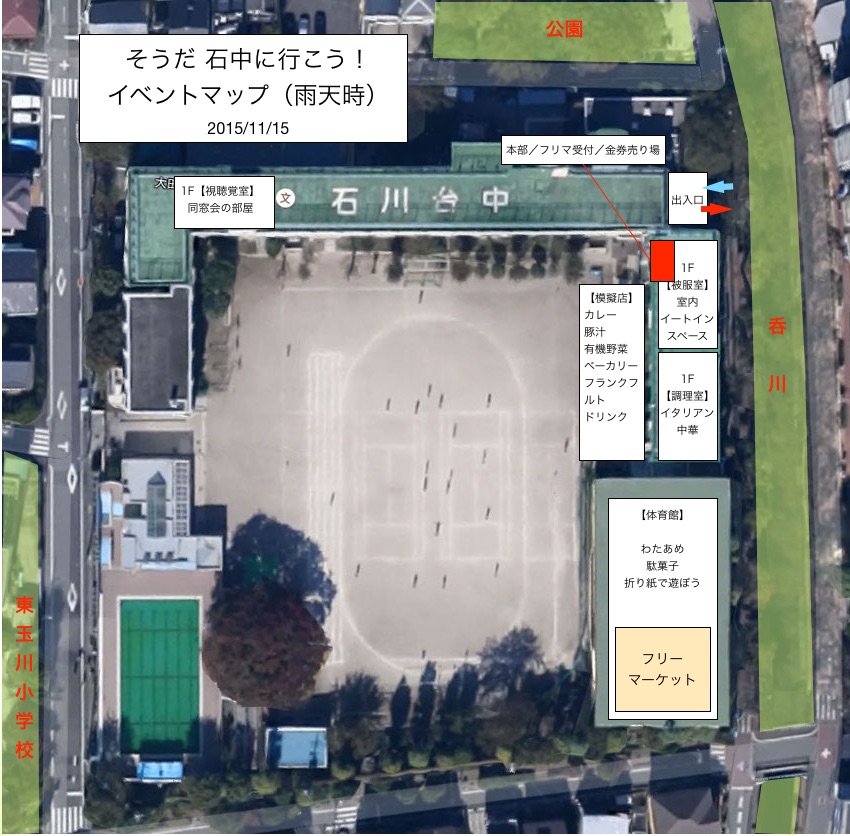 公園
そうだ 石中に行こう！
イベントマップ（雨天時）
2015/11/15
本部／フリマ受付／金券売り場
大田
1F【視聴覚室】
同窓会の部屋
文
石川台中
出入口
1F
【被服室】
室内
イートイン
スペース
【模擬店】
カレー
豚汁
有機野菜
ベーカリー
フランクフ
ルト
ドリンク
1F
【調理室】
イタリアン
中華
呑川
【体育館】
わたあめ
駄菓子
折り紙で遊ぼう
フリー
マーケット
東玉川小学校